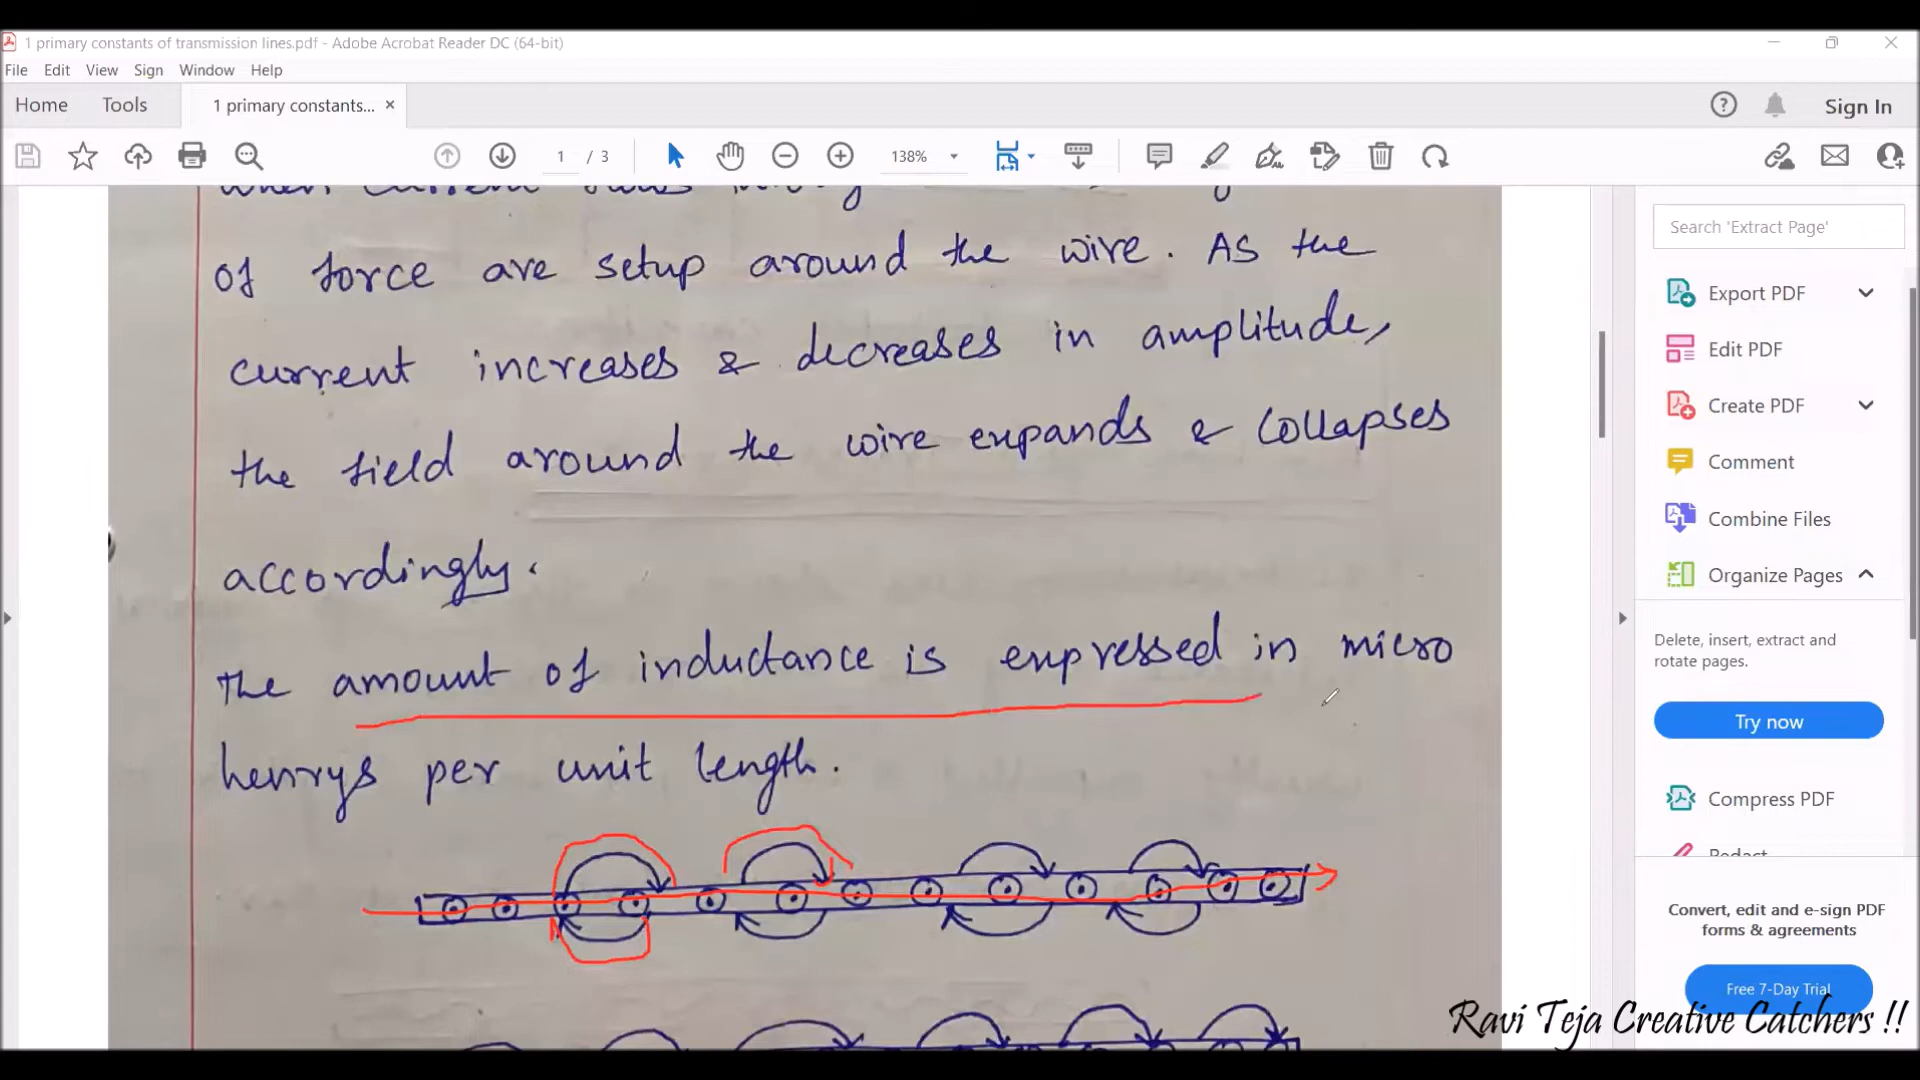 1 primary constants of transmission lines.pdf - Adobe Acrobat Reader DC (64-bit)
File Edit View Sign Window Help
Home Tools 1 primary constants... × Sign In
1 / 3 138%
when current flows
of force are setup around the wire. As the
current increases & decreases in amplitude,
the field around the wire expands & collapses
accordingly.
The amount of inductance is expressed in micro
henrys per unit length.
Search 'Extract Page'
Export PDF
Edit PDF
Create PDF
Comment
Combine Files
Organize Pages
Delete, insert, extract and
rotate pages.
Try now
Compress PDF
Redact
Convert, edit and e-sign PDF
forms & agreements
Free 7-Day Trial
Ravi Teja Creative Catchers !!